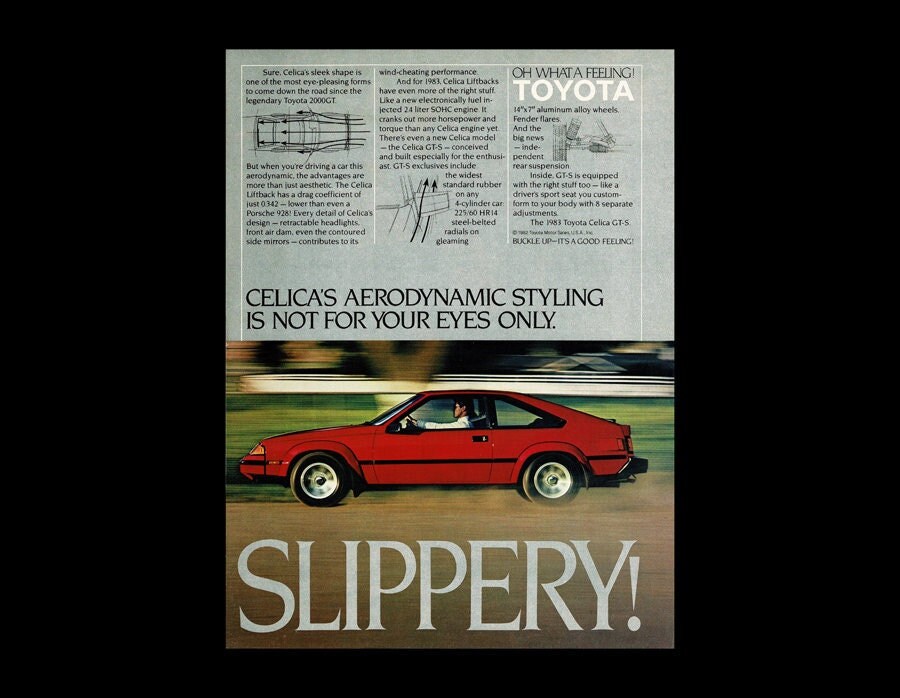 Sure, Celica's sleek shape is
one of the most eye-pleasing forms
to come down the road since the
legendary Toyota 2000GT.
But when you're driving a car this
aerodynamic, the advantages are
more than just aesthetic. The Celica
Liftback has a drag coefficient of
just 0.342 — lower than even a
Porsche 928! Every detail of Celica's
design — retractable headlights,
front air dam, even the contoured
side mirrors — contributes to its
wind-cheating performance.
And for 1983, Celica Liftbacks
have even more of the right stuff.
Like a new electronically fuel in-
jected 2.4 liter SOHC engine. It
cranks out more horsepower and
torque than any Celica engine yet.
There's even a new Celica model
— the Celica GT-S — conceived
and built especially for the enthusi-
ast. GT-S exclusives include
the widest
standard rubber
on any
4-cylinder car:
225/60 HR14
steel-belted
radials on
gleaming
OH WHAT A FEELING!
TOYOTA
14"x7" aluminum alloy wheels.
Fender flares.
And the
big news
— inde-
pendent
rear suspension.
Inside, GT-S is equipped
with the right stuff too — like a
driver's sport seat you custom-
form to your body with 8 separate
adjustments.
The 1983 Toyota Celica GT-S.
© 1982 Toyota Motor Sales, U.S.A., Inc.
BUCKLE UP—IT'S A GOOD FEELING!
CELICA'S AERODYNAMIC STYLING
IS NOT FOR YOUR EYES ONLY.
SLIPPERY!